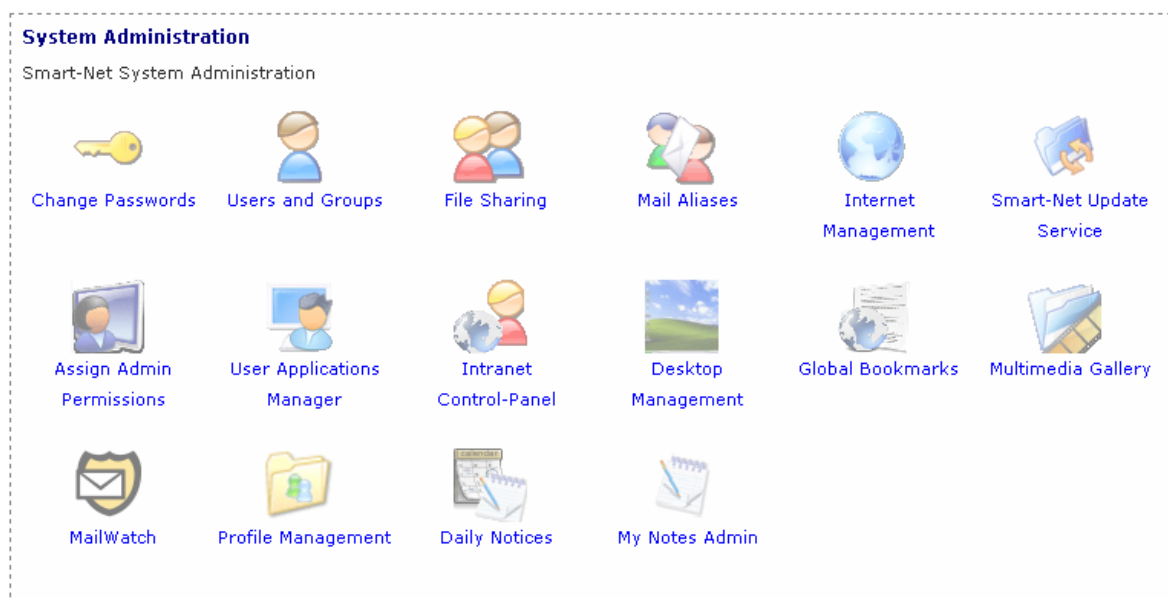 System Administration
Smart-Net System Administration
Change Passwords
Users and Groups
File Sharing
Mail Aliases
Internet
Management
Smart-Net Update
Service
Assign Admin
Permissions
User Applications
Manager
Intranet
Control-Panel
Desktop
Management
Global Bookmarks
Multimedia Gallery
MailWatch
Profile Management
calendar
Daily Notices
My Notes Admin